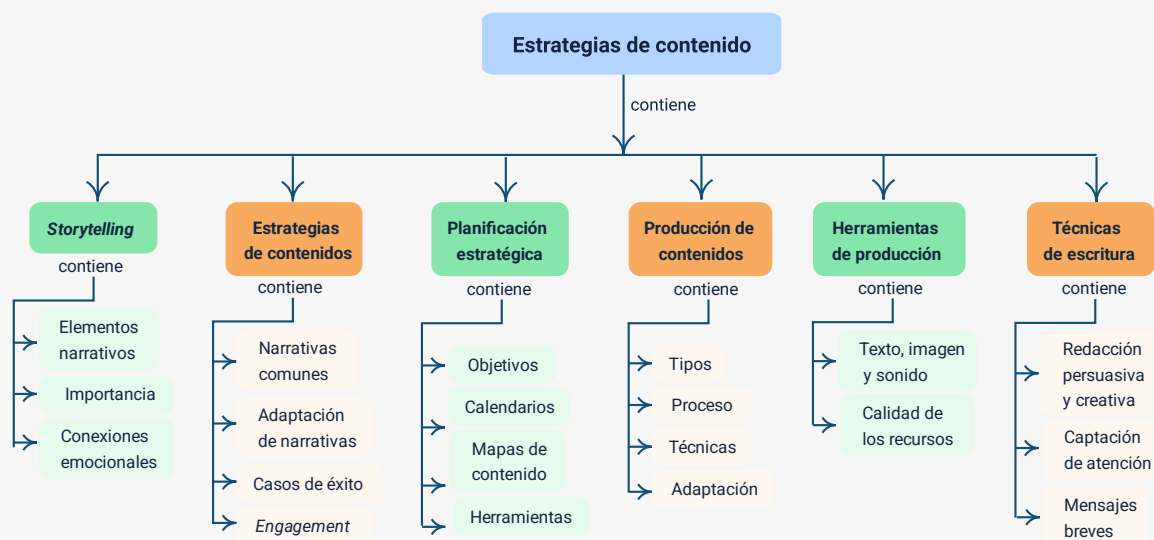 Estrategias de contenido
contiene
Storytelling
contiene
Elementos
narrativos
Importancia
Conexiones
emocionales
Estrategias
de contenidos
contiene
Narrativas
comunes
Adaptación
de narrativas
Casos de éxito
Engagement
Planificación
estratégica
contiene
Objetivos
Calendarios
Mapas de
contenido
Herramientas
Producción de
contenidos
contiene
Tipos
Proceso
Técnicas
Adaptación
Herramientas
de producción
contiene
Texto, imagen
y sonido
Calidad de
los recursos
Técnicas
de escritura
contiene
Redacción
persuasiva
y creativa
Captación
de atención
Mensajes
breves